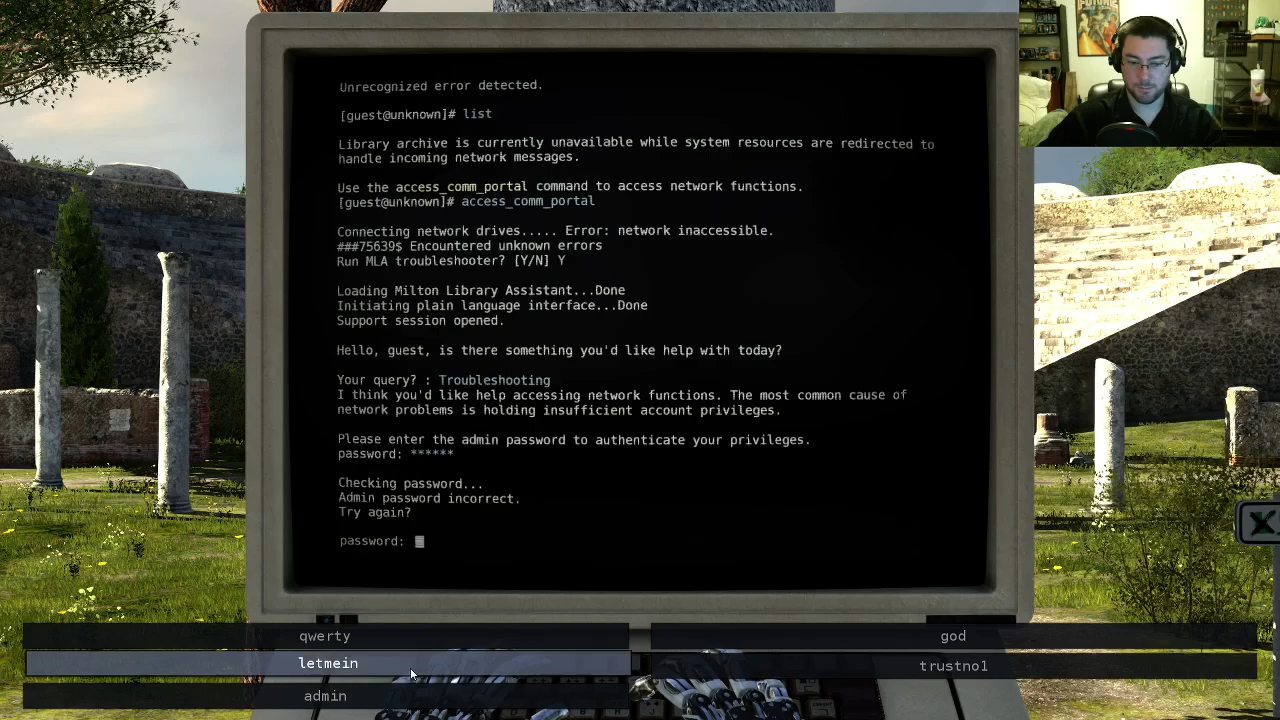 Unrecognized error detected.
[guest@unknown]# list
Library archive is currently unavailable while system resources are redirected to
handle incoming network messages.
Use the access_comm_portal command to access network functions.
[guest@unknown]# access_comm_portal
Connecting network drives..... Error: network inaccessible.
###75639$ Encountered unknown errors
Run MLA troubleshooter? [Y/N] Y
Loading Milton Library Assistant...Done
Initiating plain language interface...Done
Support session opened.
Hello, guest, is there something you'd like help with today?
Your query? : Troubleshooting
I think you'd like help accessing network functions. The most common cause of
network problems is holding insufficient account privileges.
Please enter the admin password to authenticate your privileges.
password: ******
Checking password...
Admin password incorrect.
Try again?
password:
X
qwerty
god
letmein
trustno1
admin